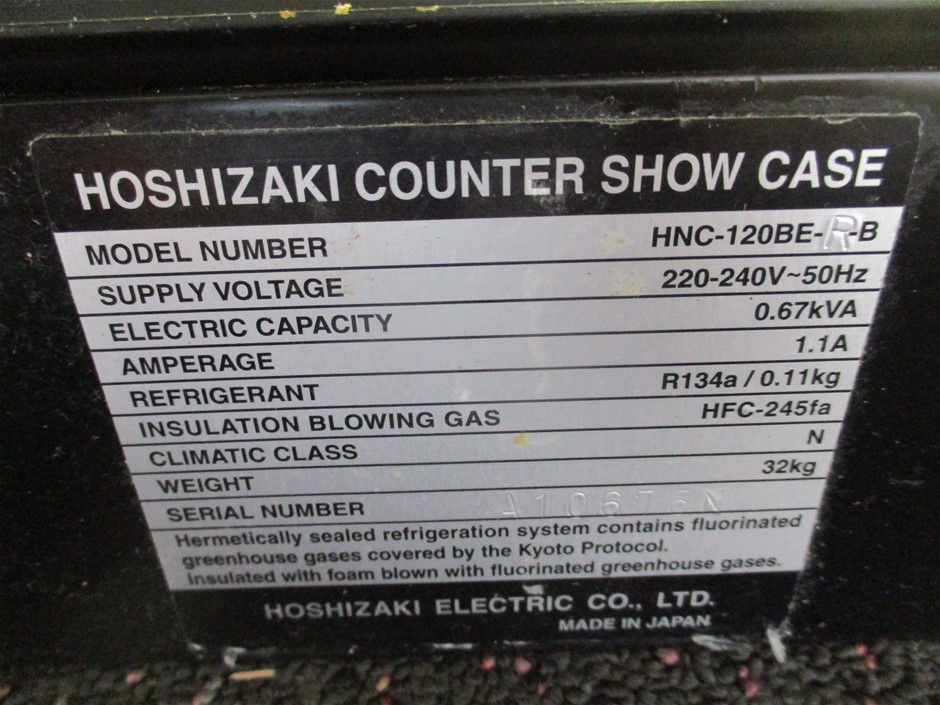 HOSHIZAKI COUNTER SHOW CASE
MODEL NUMBER HNC-120BE-R-B
SUPPLY VOLTAGE 220-240V~50Hz
ELECTRIC CAPACITY 0.67kVA
AMPERAGE 1.1A
REFRIGERANT R134a / 0.11kg
INSULATION BLOWING GAS HFC-245fa
CLIMATIC CLASS N
WEIGHT 32kg
SERIAL NUMBER
Hermetically sealed refrigeration system contains fluorinated
greenhouse gases covered by the Kyoto Protocol.
Insulated with foam blown with fluorinated greenhouse gases.
HOSHIZAKI ELECTRIC CO., LTD.
MADE IN JAPAN